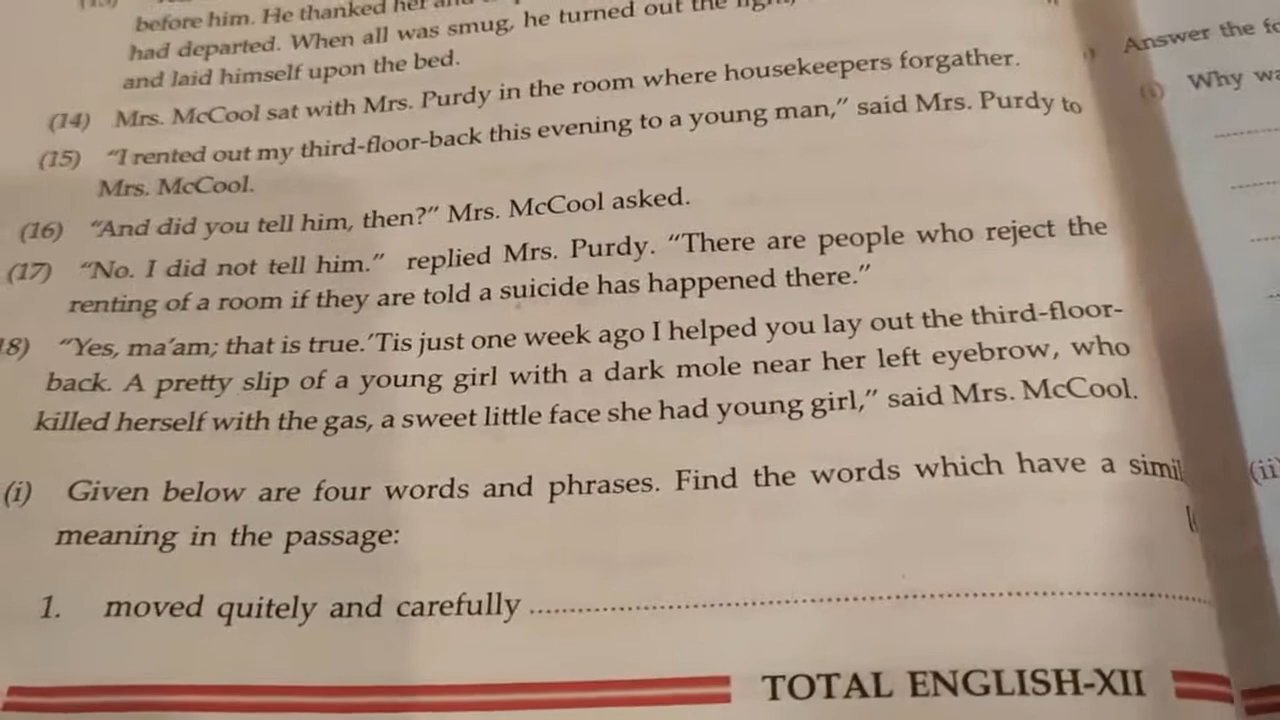 before him. He thanked her and
had departed. When all was smug, he turned out the
and laid himself upon the bed.
(14) Mrs. McCool sat with Mrs. Purdy in the room where housekeepers forgather.
(15) “I rented out my third-floor-back this evening to a young man,” said Mrs. Purdy to
Mrs. McCool.
(16) “And did you tell him, then?” Mrs. McCool asked.
(17) “No. I did not tell him.” replied Mrs. Purdy. “There are people who reject the
renting of a room if they are told a suicide has happened there.”
8) “Yes, ma’am; that is true.’Tis just one week ago I helped you lay out the third-floor-
back. A pretty slip of a young girl with a dark mole near her left eyebrow, who
killed herself with the gas, a sweet little face she had young girl,” said Mrs. McCool.
(i) Given below are four words and phrases. Find the words which have a simil
meaning in the passage:
1. moved quitely and carefully
TOTAL ENGLISH-XII
Answer the
(i) Why
(ii)